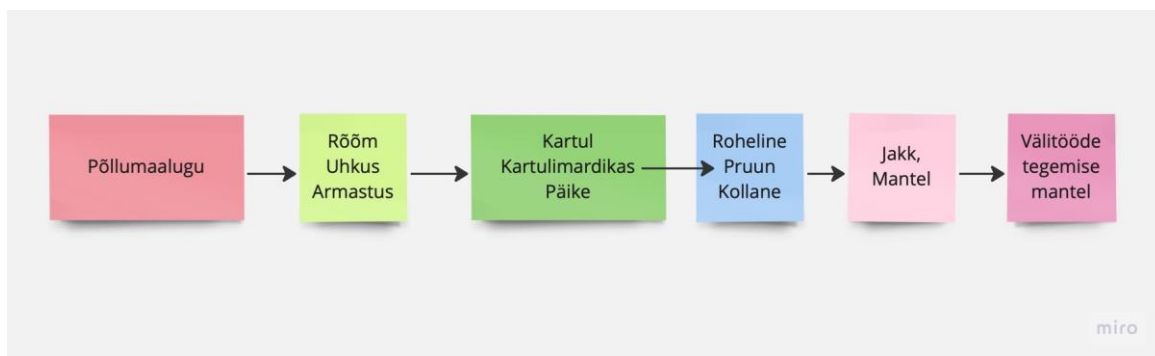 Põllumaalugu
Rõõm
Uhkus
Armastus
Kartul
Kartulimardikas
Päike
Roheline
Pruun
Kollane
Jakk,
Mantel
Välitööde
tegemise
mantel
miro